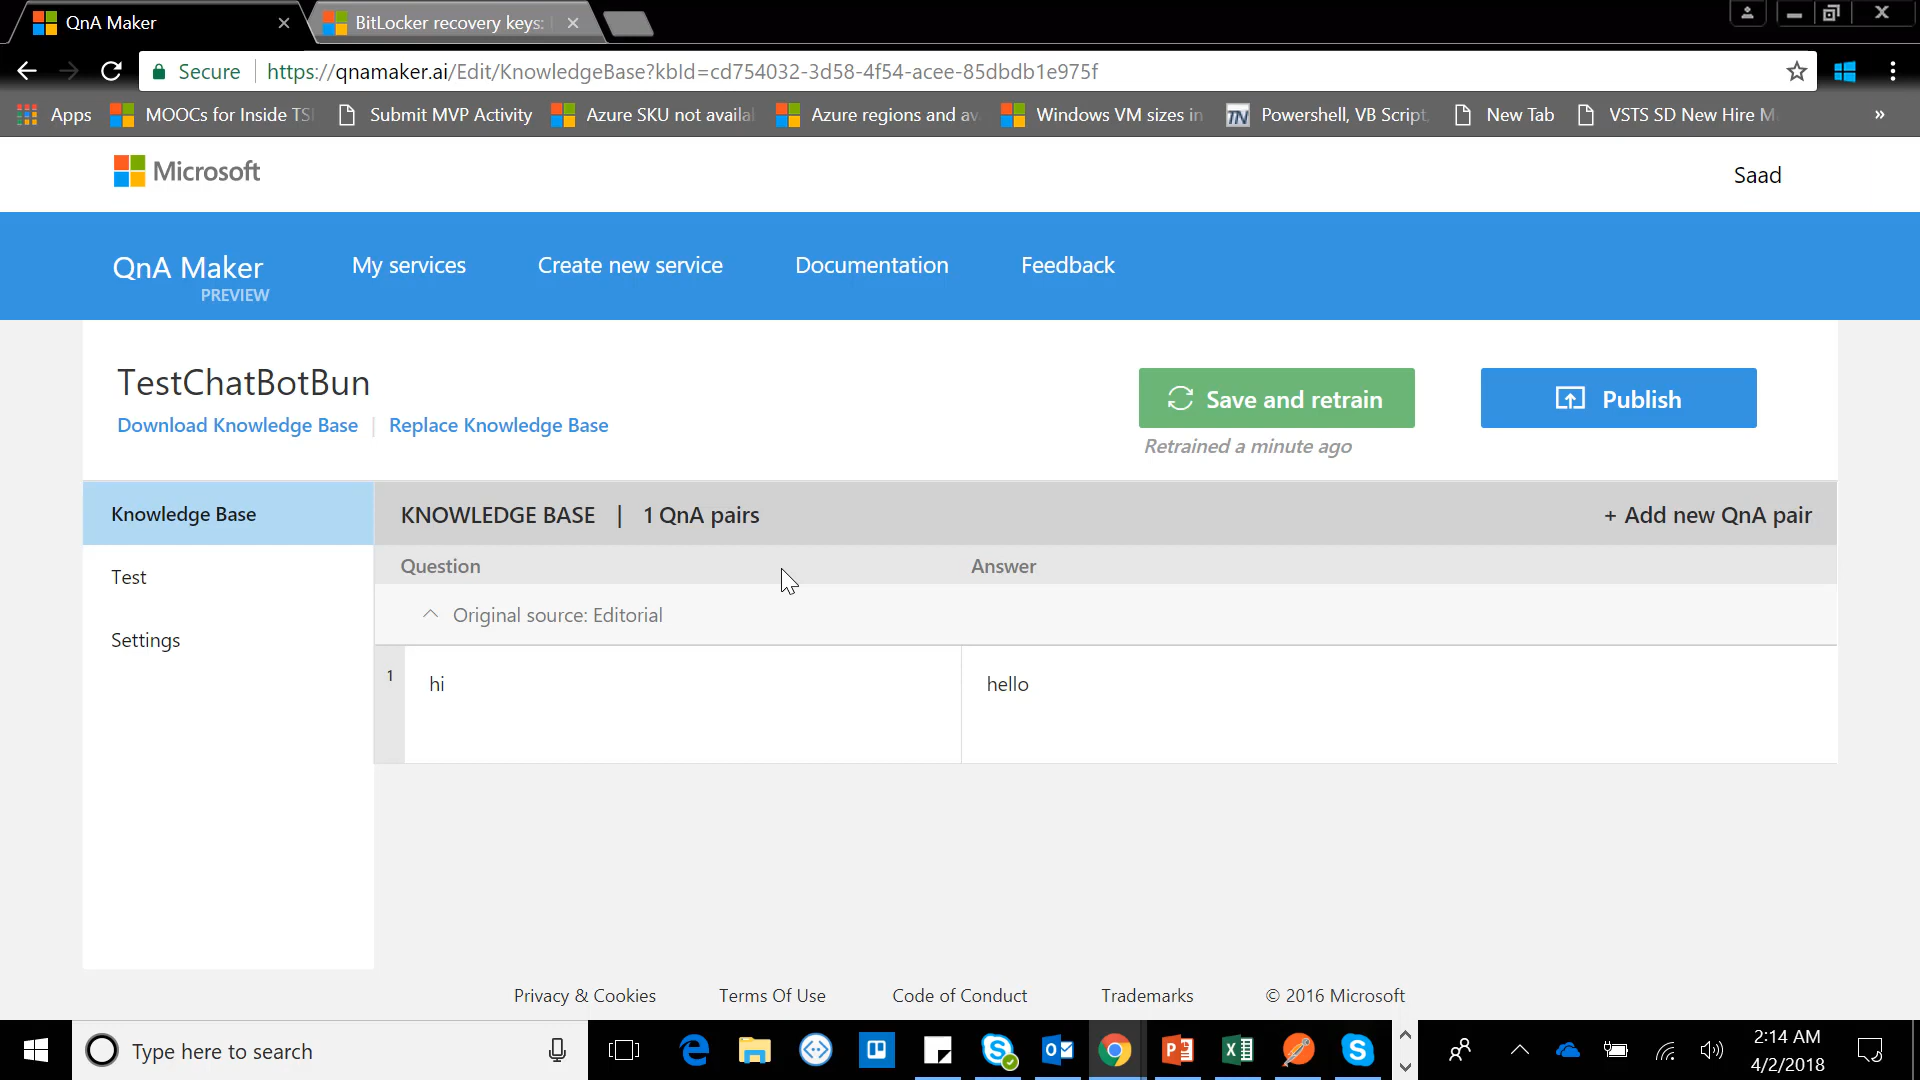 QnA Maker
BitLocker recovery keys:
Secure https://qnamaker.ai/Edit/KnowledgeBase?kbId=cd754032-3d58-4f54-acee-85dbdb1e975f
Apps MOOCs for Inside TS Submit MVP Activity Azure SKU not availa Azure regions and av Windows VM sizes in TN Powershell, VB Script, New Tab VSTS SD New Hire M »
Microsoft
Saad
QnA Maker My services Create new service Documentation Feedback
PREVIEW
TestChatBotBun
Save and retrain
Publish
Download Knowledge Base | Replace Knowledge Base
Retrained a minute ago
Knowledge Base
KNOWLEDGE BASE | 1 QnA pairs
+ Add new QnA pair
Question Answer
Test
Original source: Editorial
Settings
1 hi hello
Privacy & Cookies Terms Of Use Code of Conduct Trademarks © 2016 Microsoft
Type here to search
2:14 AM
4/2/2018